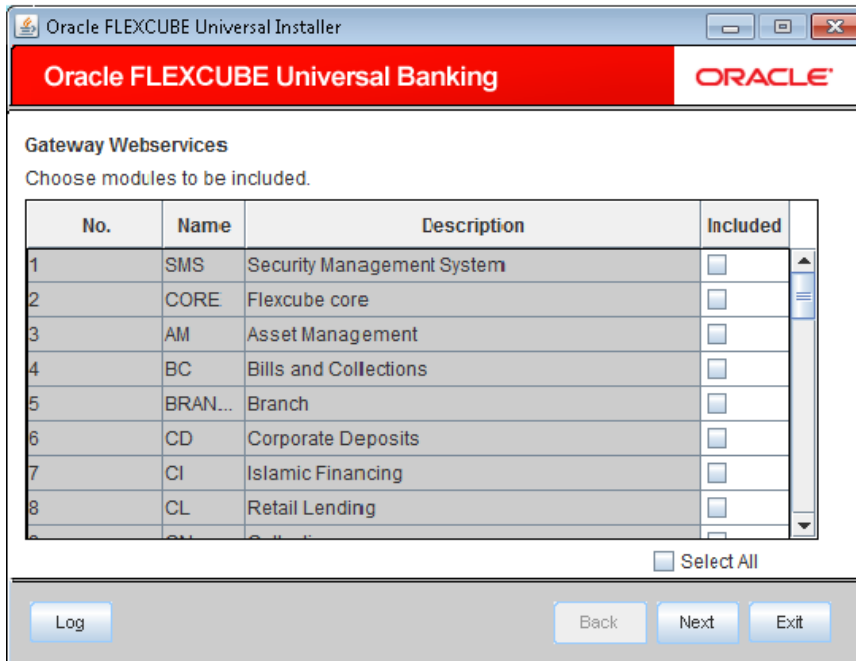 Oracle FLEXCUBE Universal Installer
Oracle FLEXCUBE Universal Banking ORACLE
Gateway Webservices
Choose modules to be included.
No. Name Description Included
1 SMS Security Management System
2 CORE Flexcube core
3 AM Asset Management
4 BC Bills and Collections
5 BRAN... Branch
6 CD Corporate Deposits
7 CI Islamic Financing
8 CL Retail Lending
Select All
Log Back Next Exit